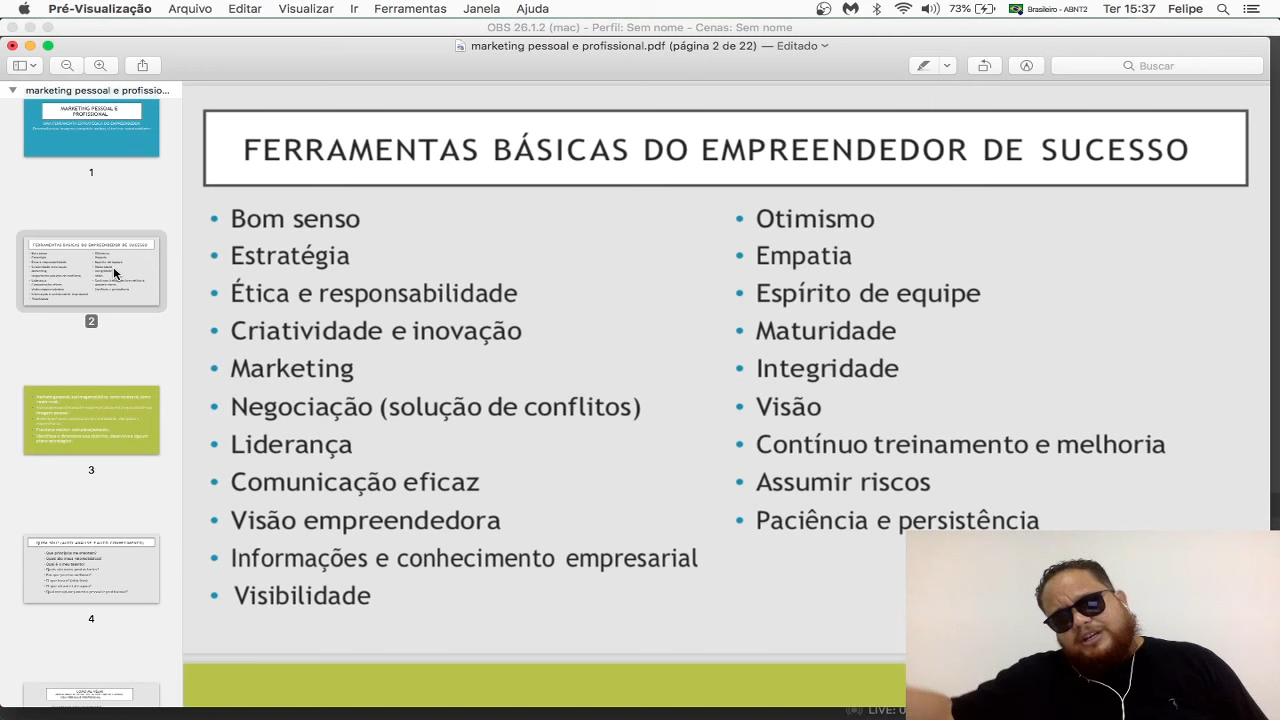 Pré-Visualização Arquivo Editar Visualizar Ir Ferramentas Janela Ajuda 73% Brasileiro - ABNT2 Ter 15:37 Felipe
OBS 26.1.2 (mac) - Perfil: Sem nome - Cenas: Sem nome
marketing pessoal e profissional.pdf (página 2 de 22) — Editado
Buscar
marketing pessoal e profissio...
MARKETING PESSOAL E
PROFISSIONAL
1
2
3
4
FERRAMENTAS BÁSICAS DO EMPREENDEDOR DE SUCESSO
• Bom senso
• Estratégia
• Ética e responsabilidade
• Criatividade e inovação
• Marketing
• Negociação (solução de conflitos)
• Liderança
• Comunicação eficaz
• Visão empreendedora
• Informações e conhecimento empresarial
• Visibilidade
• Otimismo
• Empatia
• Espírito de equipe
• Maturidade
• Integridade
• Visão
• Contínuo treinamento e melhoria
• Assumir riscos
• Paciência e persistência
LIVE: